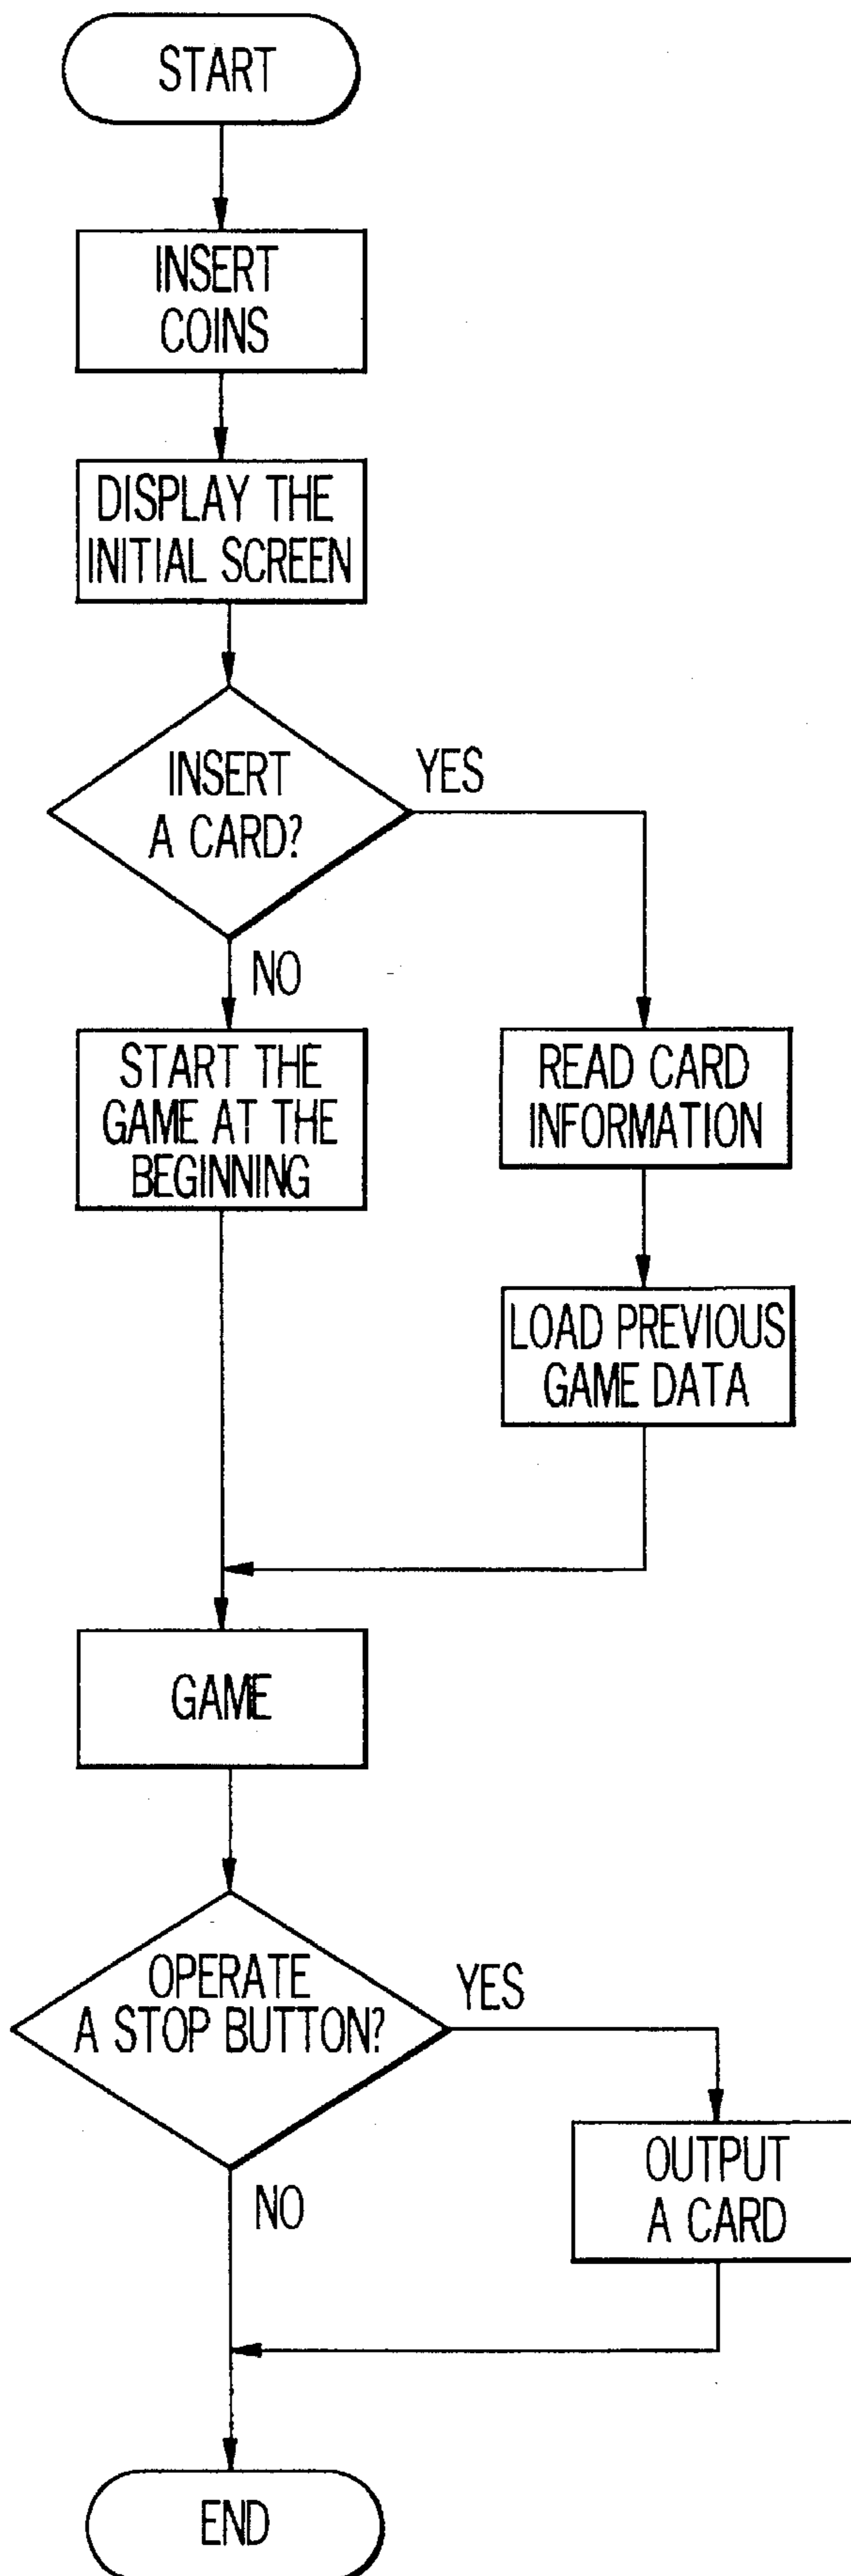 START
INSERT
COINS
DISPLAY THE
INITIAL SCREEN
INSERT
A CARD?
YES
NO
START THE
GAME AT THE
BEGINNING
READ CARD
INFORMATION
LOAD PREVIOUS
GAME DATA
GAME
OPERATE
A STOP BUTTON?
YES
NO
OUTPUT
A CARD
END